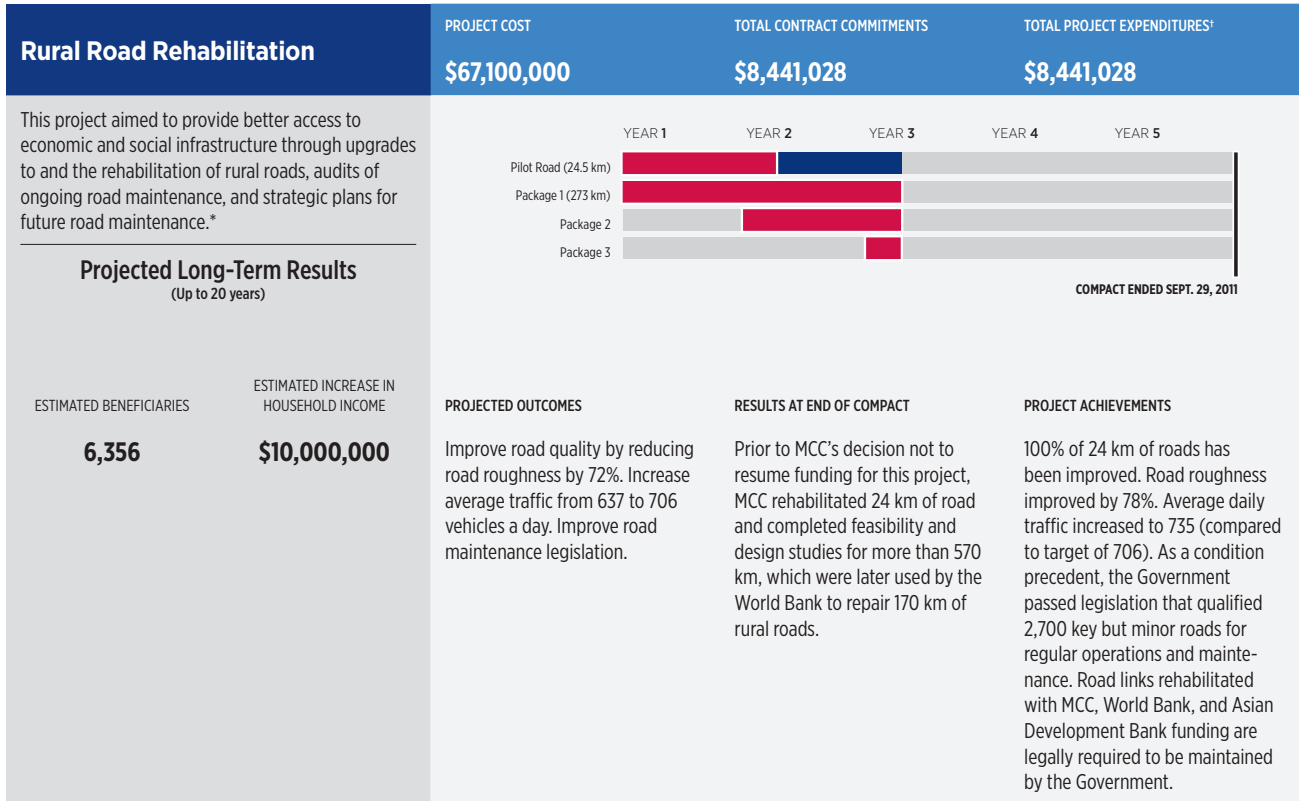 Rural Road Rehabilitation
PROJECT COST
$67,100,000
TOTAL CONTRACT COMMITMENTS
$8,441,028
TOTAL PROJECT EXPENDITURES†
$8,441,028
This project aimed to provide better access to
economic and social infrastructure through upgrades
to and the rehabilitation of rural roads, audits of
ongoing road maintenance, and strategic plans for
future road maintenance.*
Projected Long-Term Results
(Up to 20 years)
ESTIMATED BENEFICIARIES
6,356
ESTIMATED INCREASE IN
HOUSEHOLD INCOME
$10,000,000
YEAR 1 YEAR 2 YEAR 3 YEAR 4 YEAR 5
Pilot Road (24.5 km)
Package 1 (273 km)
Package 2
Package 3
COMPACT ENDED SEPT. 29, 2011
PROJECTED OUTCOMES
Improve road quality by reducing
road roughness by 72%. Increase
average traffic from 637 to 706
vehicles a day. Improve road
maintenance legislation.
RESULTS AT END OF COMPACT
Prior to MCC’s decision not to
resume funding for this project,
MCC rehabilitated 24 km of road
and completed feasibility and
design studies for more than 570
km, which were later used by the
World Bank to repair 170 km of
rural roads.
PROJECT ACHIEVEMENTS
100% of 24 km of roads has
been improved. Road roughness
improved by 78%. Average daily
traffic increased to 735 (compared
to target of 706). As a condition
precedent, the Government
passed legislation that qualified
2,700 key but minor roads for
regular operations and mainte-
nance. Road links rehabilitated
with MCC, World Bank, and Asian
Development Bank funding are
legally required to be maintained
by the Government.